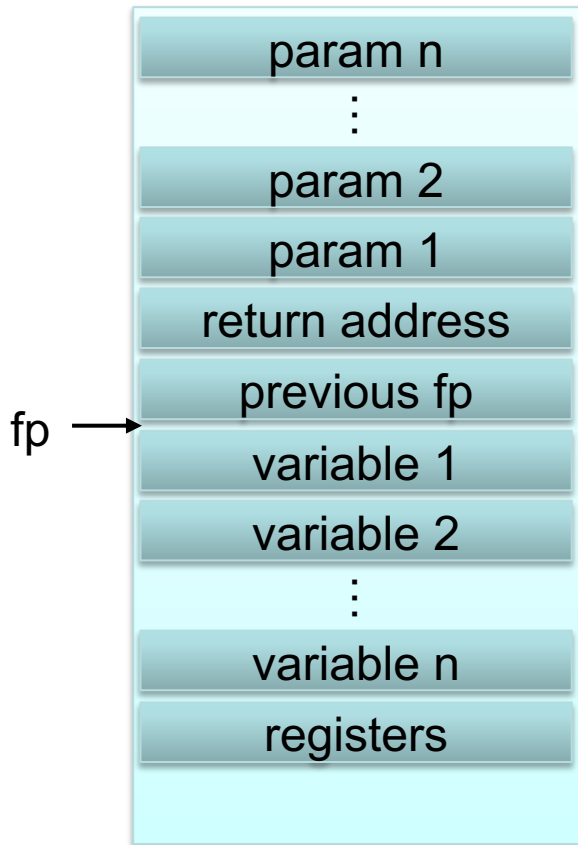 param n
⋮
param 2
param 1
return address
previous fp
fp
variable 1
variable 2
⋮
variable n
registers